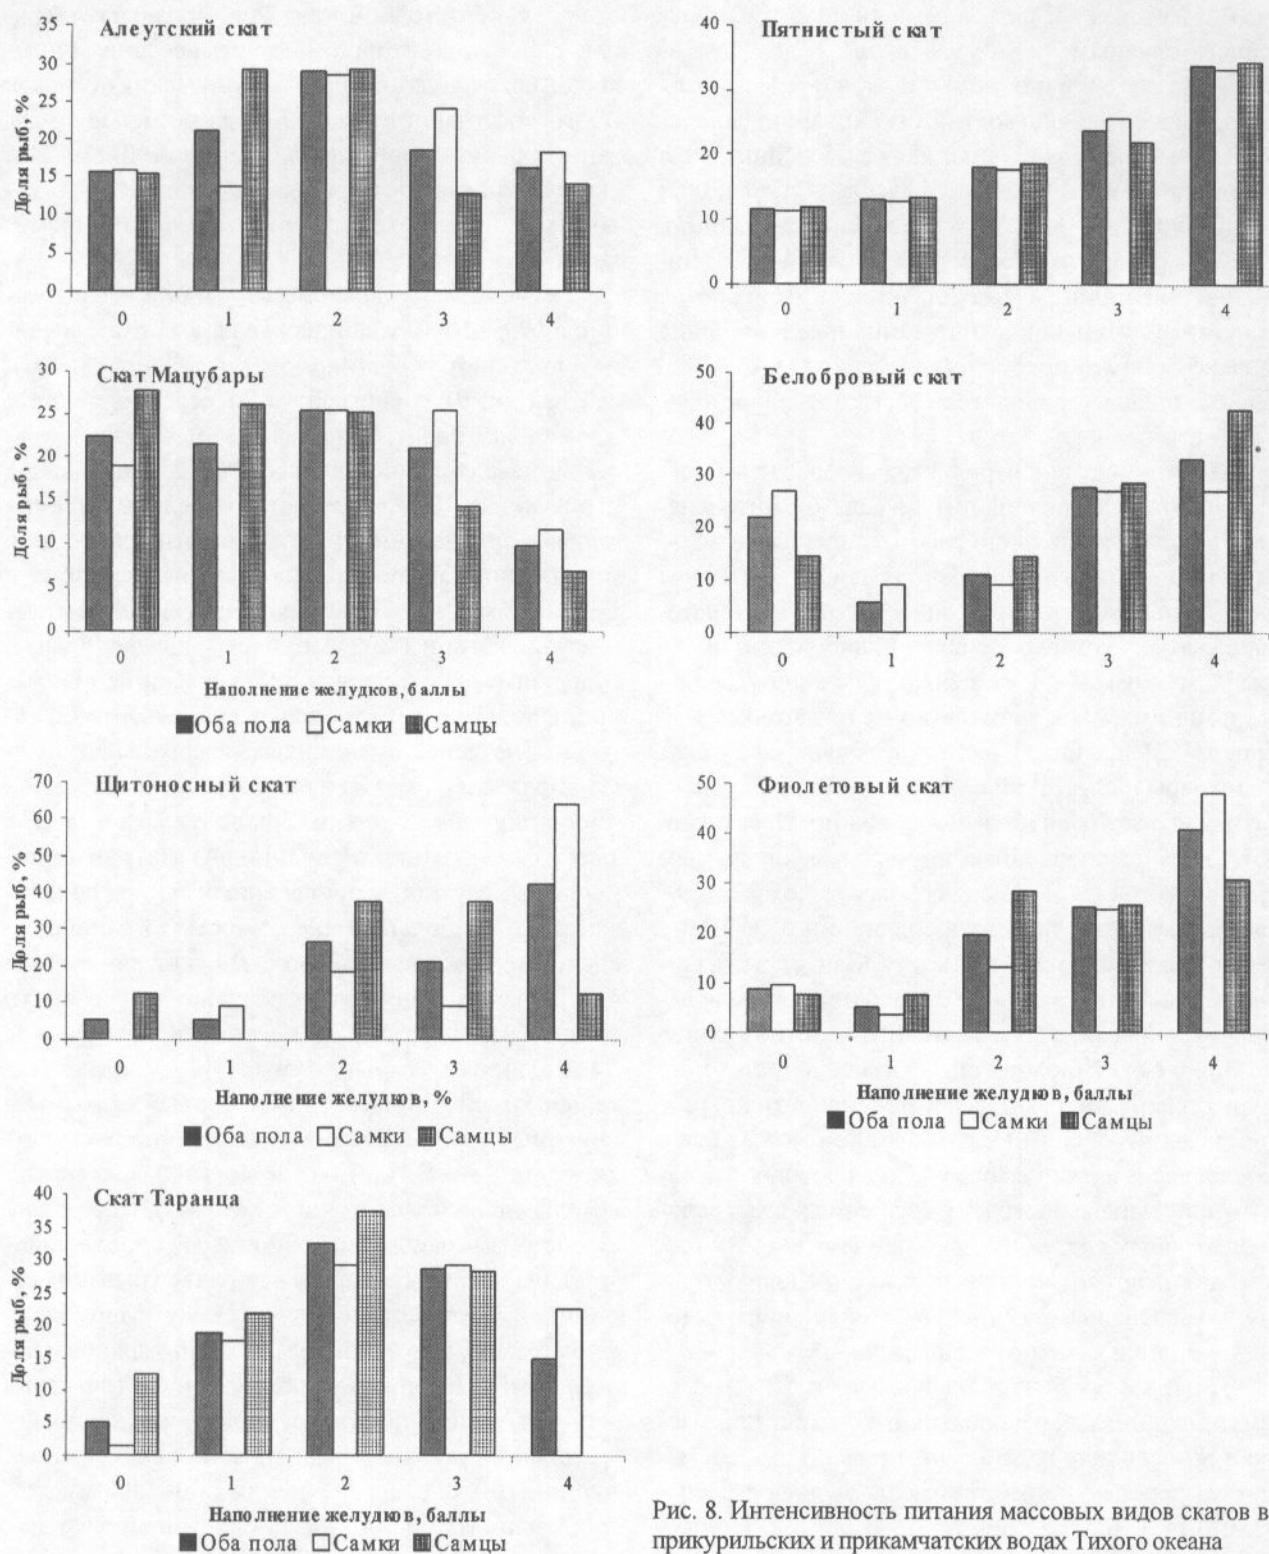 Алеутский скат
Доля рыб, %
35
30
25
20
15
10
5
0
0 1 2 3 4
Пятнистый скат
40
30
20
10
0
0 1 2 3 4
Скат Мацубары
Доля рыб, %
30
25
20
15
10
5
0
0 1 2 3 4
Наполнение желудков, баллы
Оба пола Самки Самцы
Белобровый скат
50
40
30
20
10
0
0 1 2 3 4
Щитоносный скат
Доля рыб, %
70
60
50
40
30
20
10
0
0 1 2 3 4
Наполнение желудков, %
Оба пола Самки Самцы
Фиолетовый скат
50
40
30
20
10
0
0 1 2 3 4
Наполнение желудков, баллы
Оба пола Самки Самцы
Скат Таранца
Доля рыб, %
40
35
30
25
20
15
10
5
0
0 1 2 3 4
Наполнение желудков, баллы
Оба пола Самки Самцы
Рис. 8. Интенсивность питания массовых видов скатов в
прикурильских и прикамчатских водах Тихого океана